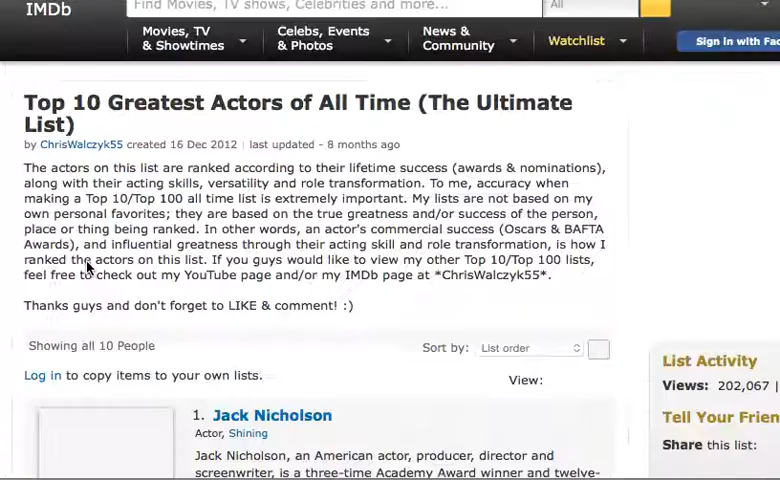 IMDb
Find Movies, TV shows, Celebrities and more...
All
Movies, TV
& Showtimes
Celebs, Events
& Photos
News &
Community
Watchlist
Sign in with
Top 10 Greatest Actors of All Time (The Ultimate
List)
by ChrisWalczyk55 created 16 Dec 2012 | last updated - 8 months ago
The actors on this list are ranked according to their lifetime success (awards & nominations),
along with their acting skills, versatility and role transformation. To me, accuracy when
making a Top 10/Top 100 all time list is extremely important. My lists are not based on my
own personal favorites; they are based on the true greatness and/or success of the person,
place or thing being ranked. In other words, an actor's commercial success (Oscars & BAFTA
Awards), and influential greatness through their acting skill and role transformation, is how I
ranked the actors on this list. If you guys would like to view my other Top 10/Top 100 lists,
feel free to check out my YouTube page and/or my IMDb page at *ChrisWalczyk55*.
Thanks guys and don't forget to LIKE & comment! :)
Showing all 10 People
Sort by: List order
Log in to copy items to your own lists.
View:
1. Jack Nicholson
Actor, Shining
Jack Nicholson, an American actor, producer, director and
screenwriter, is a three-time Academy Award winner and twelve-
List Activity
Views: 202,067 |
Tell Your Frien
Share this list: